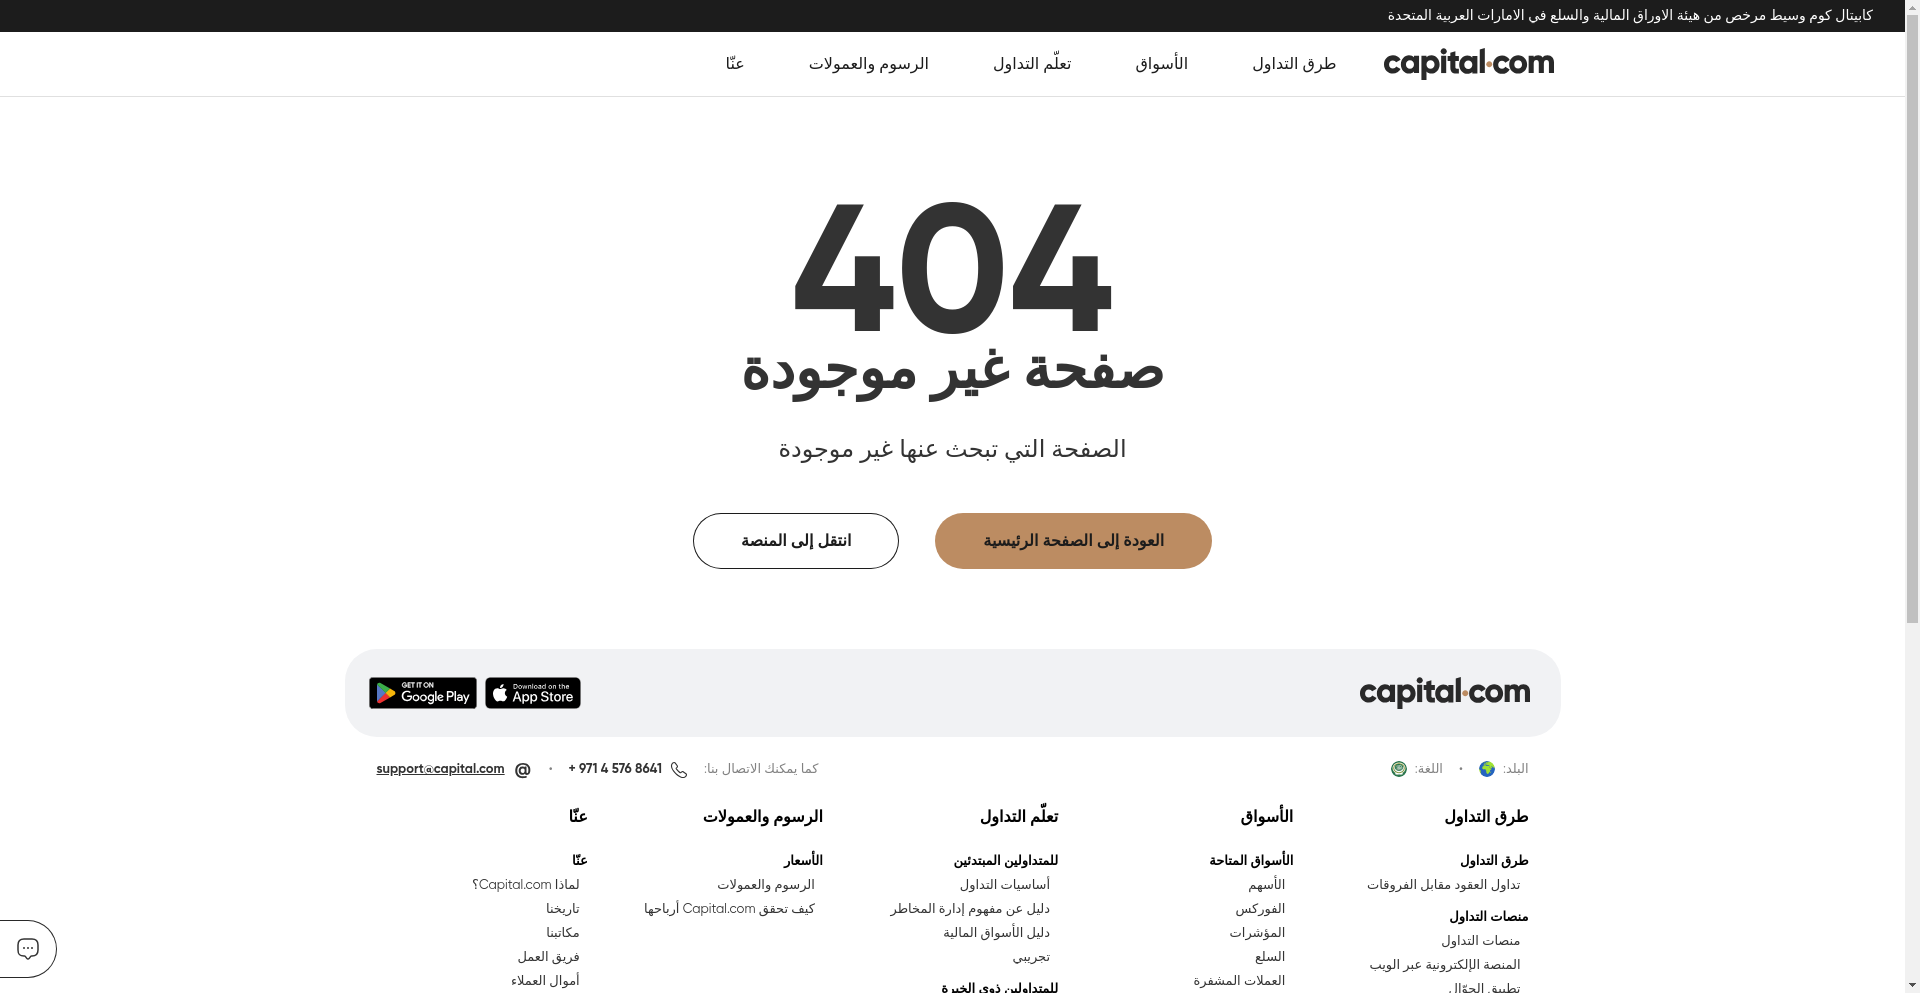 كابيتال كوم وسيط مرخص من هيئة الاوراق المالية والسلع في الامارات العربية المتحدة
capital.com
طرق التداول
الأسواق
تعلّم التداول
الرسوم والعمولات
عنّا
404
صفحة غير موجودة
الصفحة التي تبحث عنها غير موجودة
العودة إلى الصفحة الرئيسية
انتقل إلى المنصة
capital.com
Download on the App Store
GET IT ON Google Play
البلد:
اللغة:
كما يمكنك الاتصال بنا:
+ 971 4 576 8641
support@capital.com
طرق التداول
طرق التداول
تداول العقود مقابل الفروقات
منصات التداول
منصات التداول
المنصة الإلكترونية عبر الويب
تطبيق الجوّال
الأسواق
الأسواق المتاحة
الأسهم
الفوركس
المؤشرات
السلع
العملات المشفرة
تعلّم التداول
للمتداولين المبتدئين
أساسيات التداول
دليل عن مفهوم إدارة المخاطر
دليل الأسواق المالية
تجريبي
للمتداولين ذوي الخبرة
الرسوم والعمولات
الأسعار
الرسوم والعمولات
كيف تحقق Capital.com أرباحها
عنّا
عنّا
لماذا Capital.com؟
تاريخنا
مكاتبنا
فريق العمل
أموال العملاء